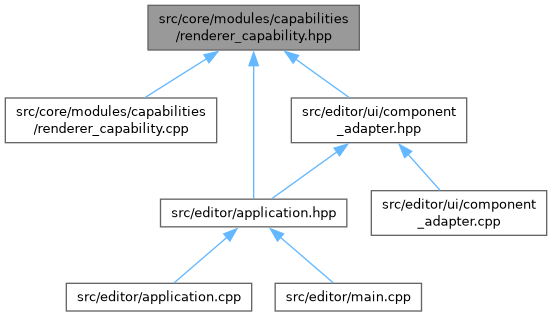 src/core/modules/capabilities
/renderer_capability.hpp
src/core/modules/capabilities
/renderer_capability.cpp
src/editor/ui/component
_adapter.hpp
src/editor/application.hpp
src/editor/ui/component
_adapter.cpp
src/editor/application.cpp
src/editor/main.cpp